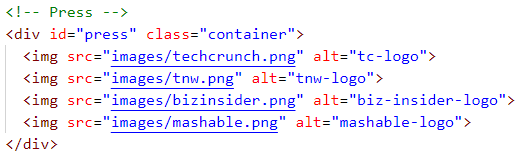 <!-- Press -->
<div id="press" class="container">
  <img src="images/techcrunch.png" alt="tc-logo">
  <img src="images/tnw.png" alt="tnw-logo">
  <img src="images/bizinsider.png" alt="biz-insider-logo">
  <img src="images/mashable.png" alt="mashable-logo">
</div>